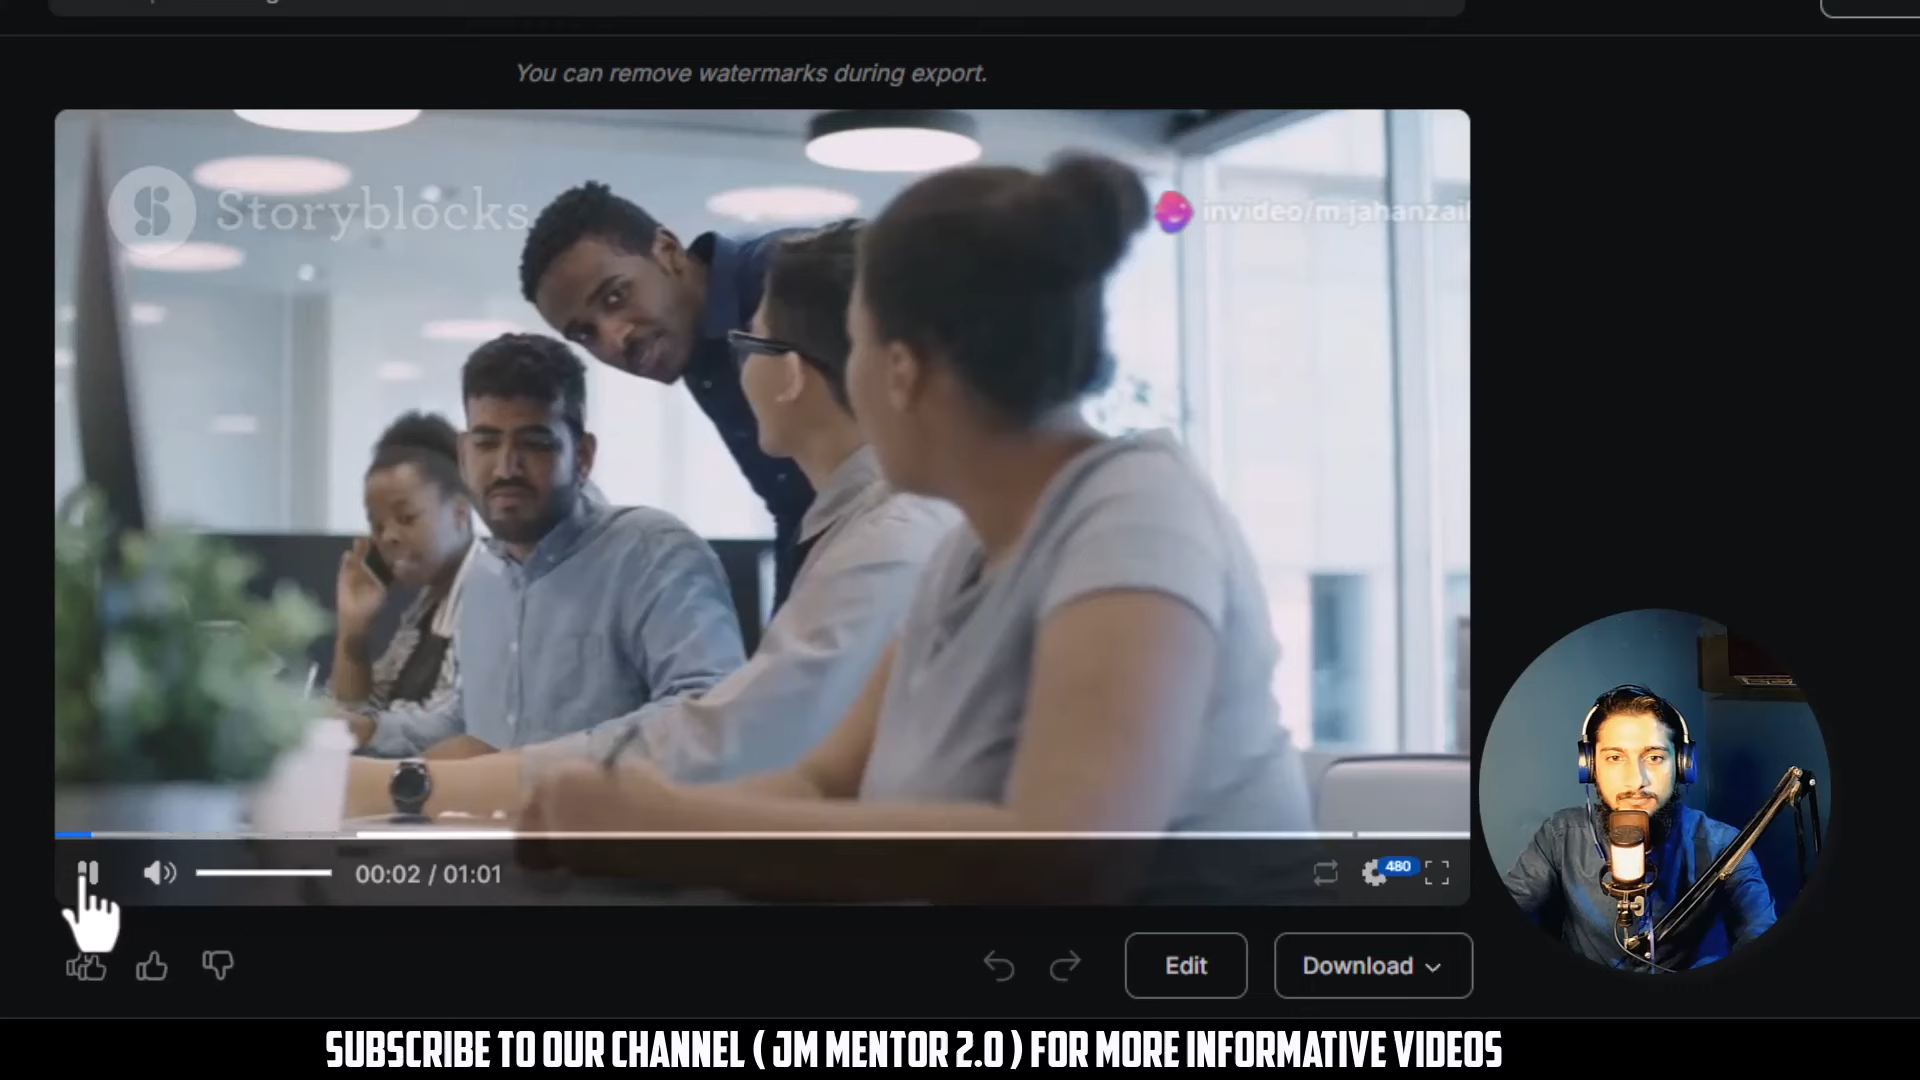 You can remove watermarks during export.
Storyblocks
invideo/m.jahanzail
00:02 / 01:01
480
Edit
Download
SUBSCRIBE TO OUR CHANNEL ( JM MENTOR 2.0 ) FOR MORE INFORMATIVE VIDEOS